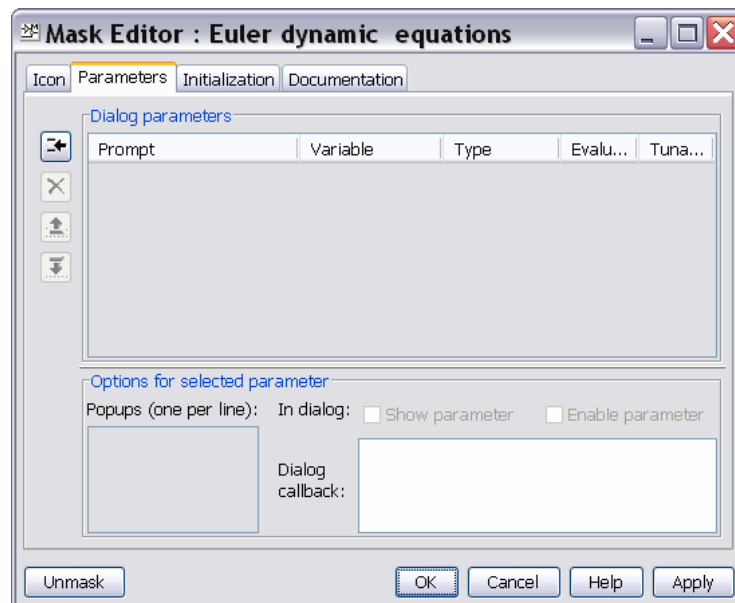 Mask Editor : Euler dynamic equations
Icon Parameters Initialization Documentation
Dialog parameters
Prompt Variable Type Evalu... Tuna...
Options for selected parameter
Popups (one per line): In dialog: Show parameter Enable parameter
Dialog
callback:
Unmask OK Cancel Help Apply